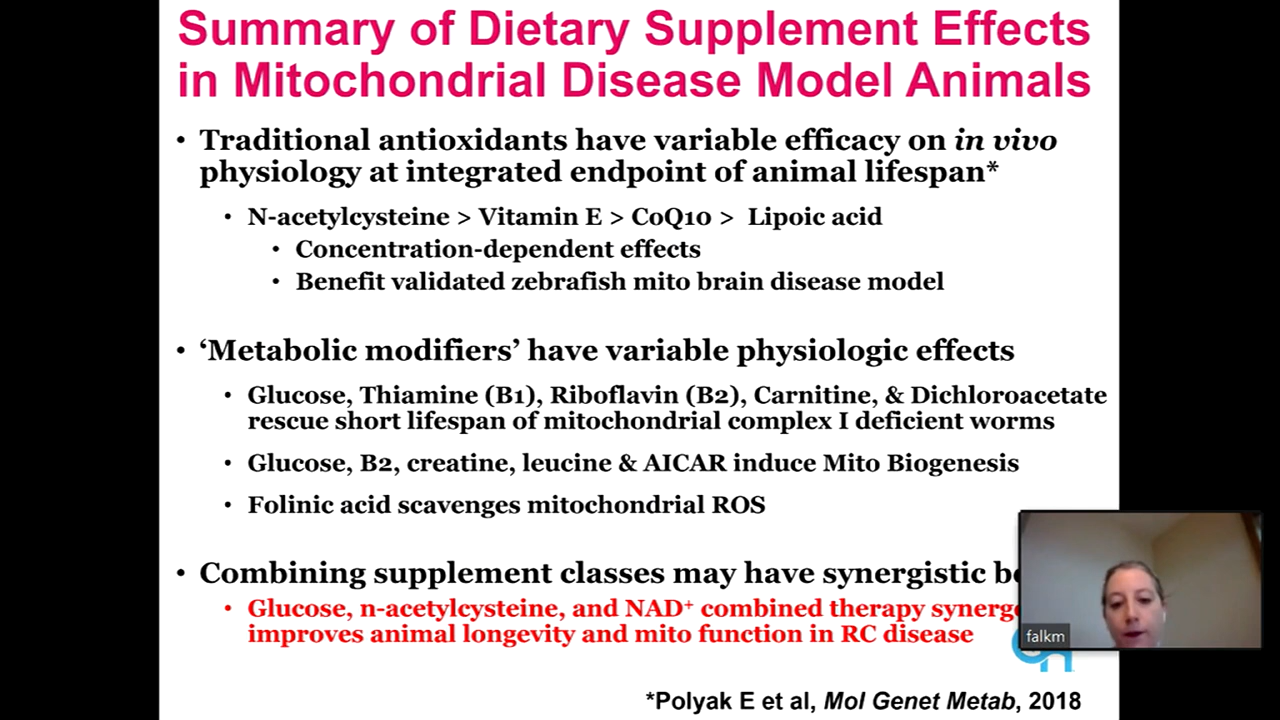 Summary of Dietary Supplement Effects
in Mitochondrial Disease Model Animals
• Traditional antioxidants have variable efficacy on in vivo
physiology at integrated endpoint of animal lifespan*
• N-acetylcysteine > Vitamin E > CoQ10 > Lipoic acid
• Concentration-dependent effects
• Benefit validated zebrafish mito brain disease model
• ‘Metabolic modifiers’ have variable physiologic effects
• Glucose, Thiamine (B1), Riboflavin (B2), Carnitine, & Dichloroacetate
rescue short lifespan of mitochondrial complex I deficient worms
• Glucose, B2, creatine, leucine & AICAR induce Mito Biogenesis
• Folinic acid scavenges mitochondrial ROS
• Combining supplement classes may have synergistic
• Glucose, n-acetylcysteine, and NAD⁺ combined therapy
improves animal longevity and mito function in RC disease
falkm
*Polyak E et al, Mol Genet Metab, 2018